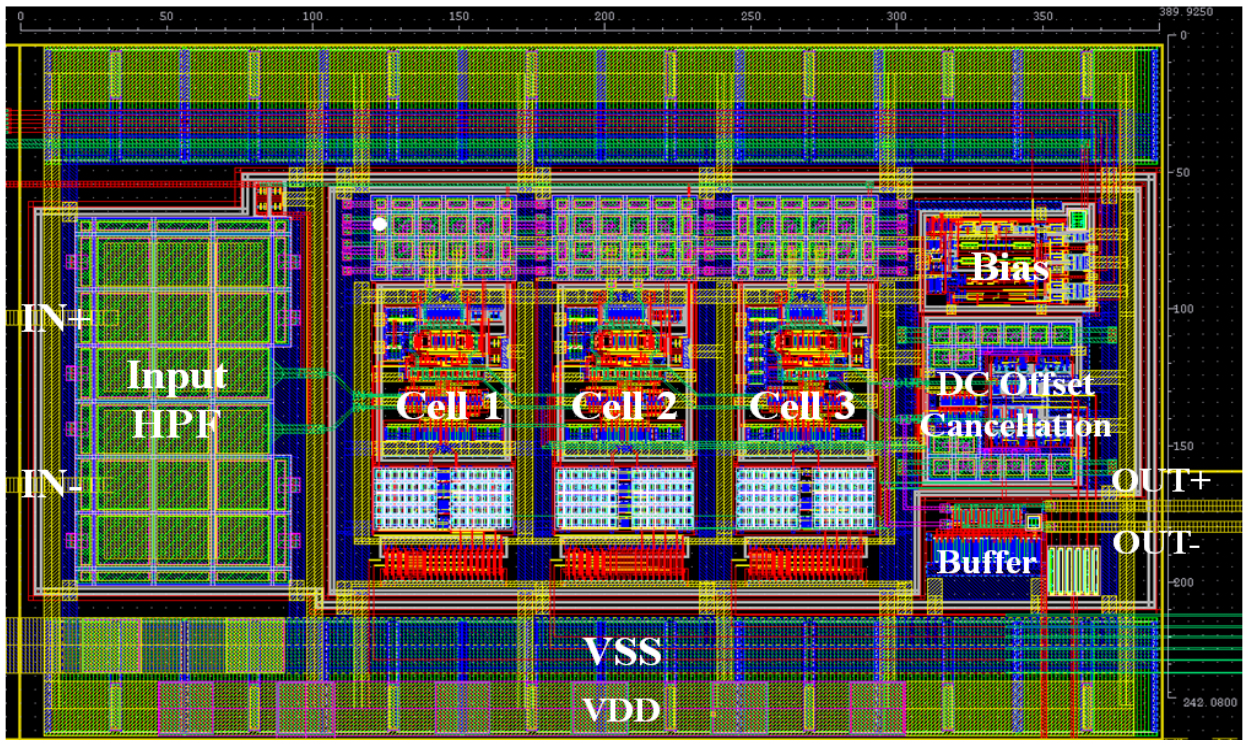 0 50 100 150 200 250 300 350 389.9250
0
50
Bias
IN+
100
Input
HPF
Cell 1 Cell 2 Cell 3
DC Offset
Cancellation
150
IN-
OUT+
OUT-
Buffer
200
VSS
242.0800
VDD